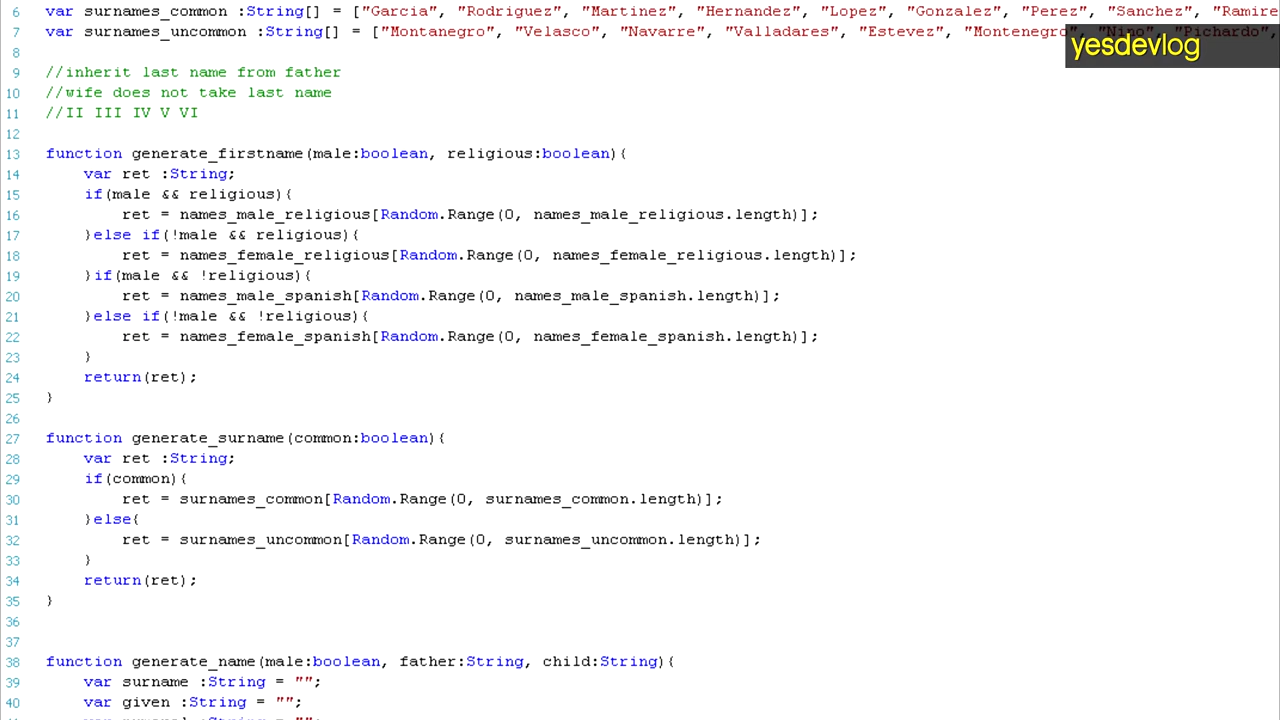 6 var surnames_common :String[] = ["Garcia", "Rodriguez", "Martinez", "Hernandez", "Lopez", "Gonzalez", "Perez", "Sanchez", "Ramire
7 var surnames_uncommon :String[] = ["Montanegro", "Velasco", "Navarre", "Valladares", "Estevez", "Montenegro", "Nino", "Pichardo",
yesdevlog
8
9 //inherit last name from father
10 //wife does not take last name
11 //II III IV V VI
12
13 function generate_firstname(male:boolean, religious:boolean){
14 var ret :String;
15 if(male && religious){
16 ret = names_male_religious[Random.Range(0, names_male_religious.length)];
17 }else if(!male && religious){
18 ret = names_female_religious[Random.Range(0, names_female_religious.length)];
19 }if(male && !religious){
20 ret = names_male_spanish[Random.Range(0, names_male_spanish.length)];
21 }else if(!male && !religious){
22 ret = names_female_spanish[Random.Range(0, names_female_spanish.length)];
23 }
24 return(ret);
25 }
26
27 function generate_surname(common:boolean){
28 var ret :String;
29 if(common){
30 ret = surnames_common[Random.Range(0, surnames_common.length)];
31 }else{
32 ret = surnames_uncommon[Random.Range(0, surnames_uncommon.length)];
33 }
34 return(ret);
35 }
36
37
38 function generate_name(male:boolean, father:String, child:String){
39 var surname :String = "";
40 var given :String = "";